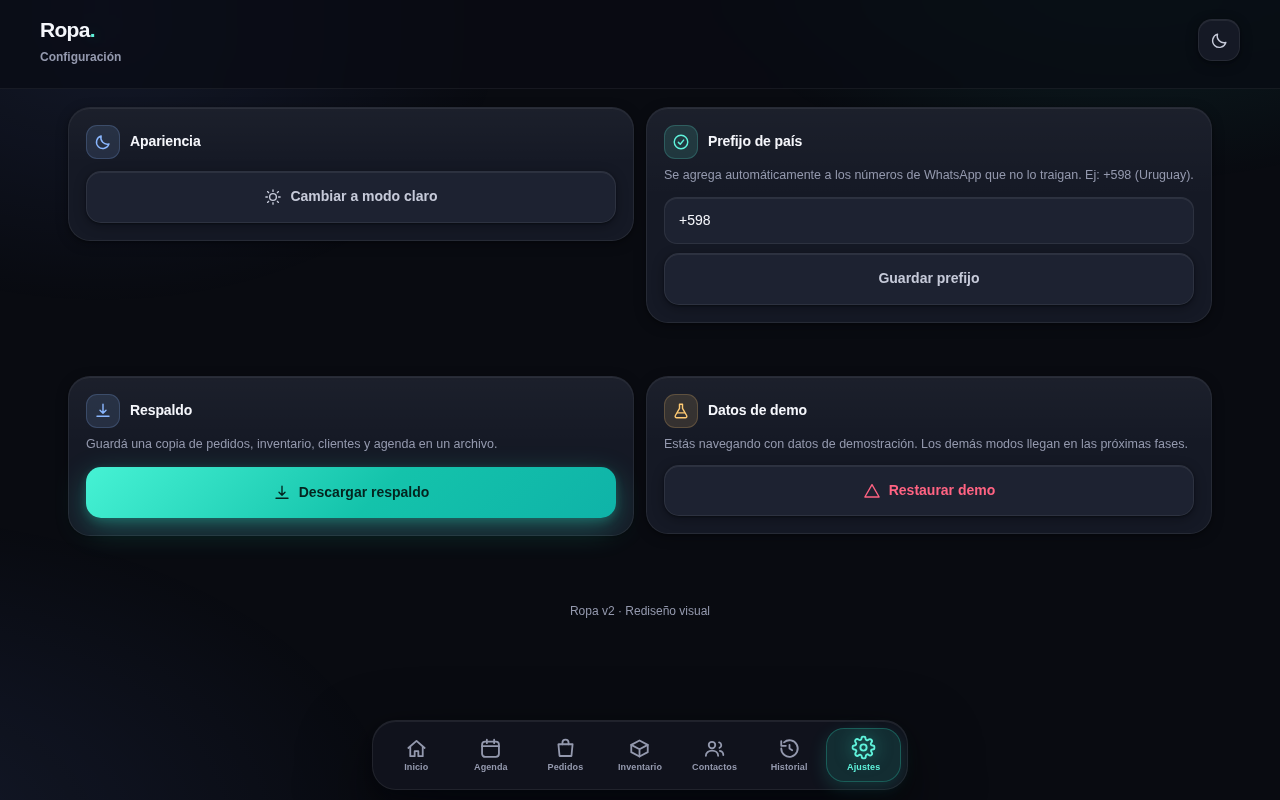 Ropa.
Configuración
Apariencia
Cambiar a modo claro
Prefijo de país
Se agrega automáticamente a los números de WhatsApp que no lo traigan. Ej: +598 (Uruguay).
+598
Guardar prefijo
Respaldo
Guardá una copia de pedidos, inventario, clientes y agenda en un archivo.
Descargar respaldo
Datos de demo
Estás navegando con datos de demostración. Los demás modos llegan en las próximas fases.
Restaurar demo
Ropa v2 · Rediseño visual
Inicio
Agenda
Pedidos
Inventario
Contactos
Historial
Ajustes